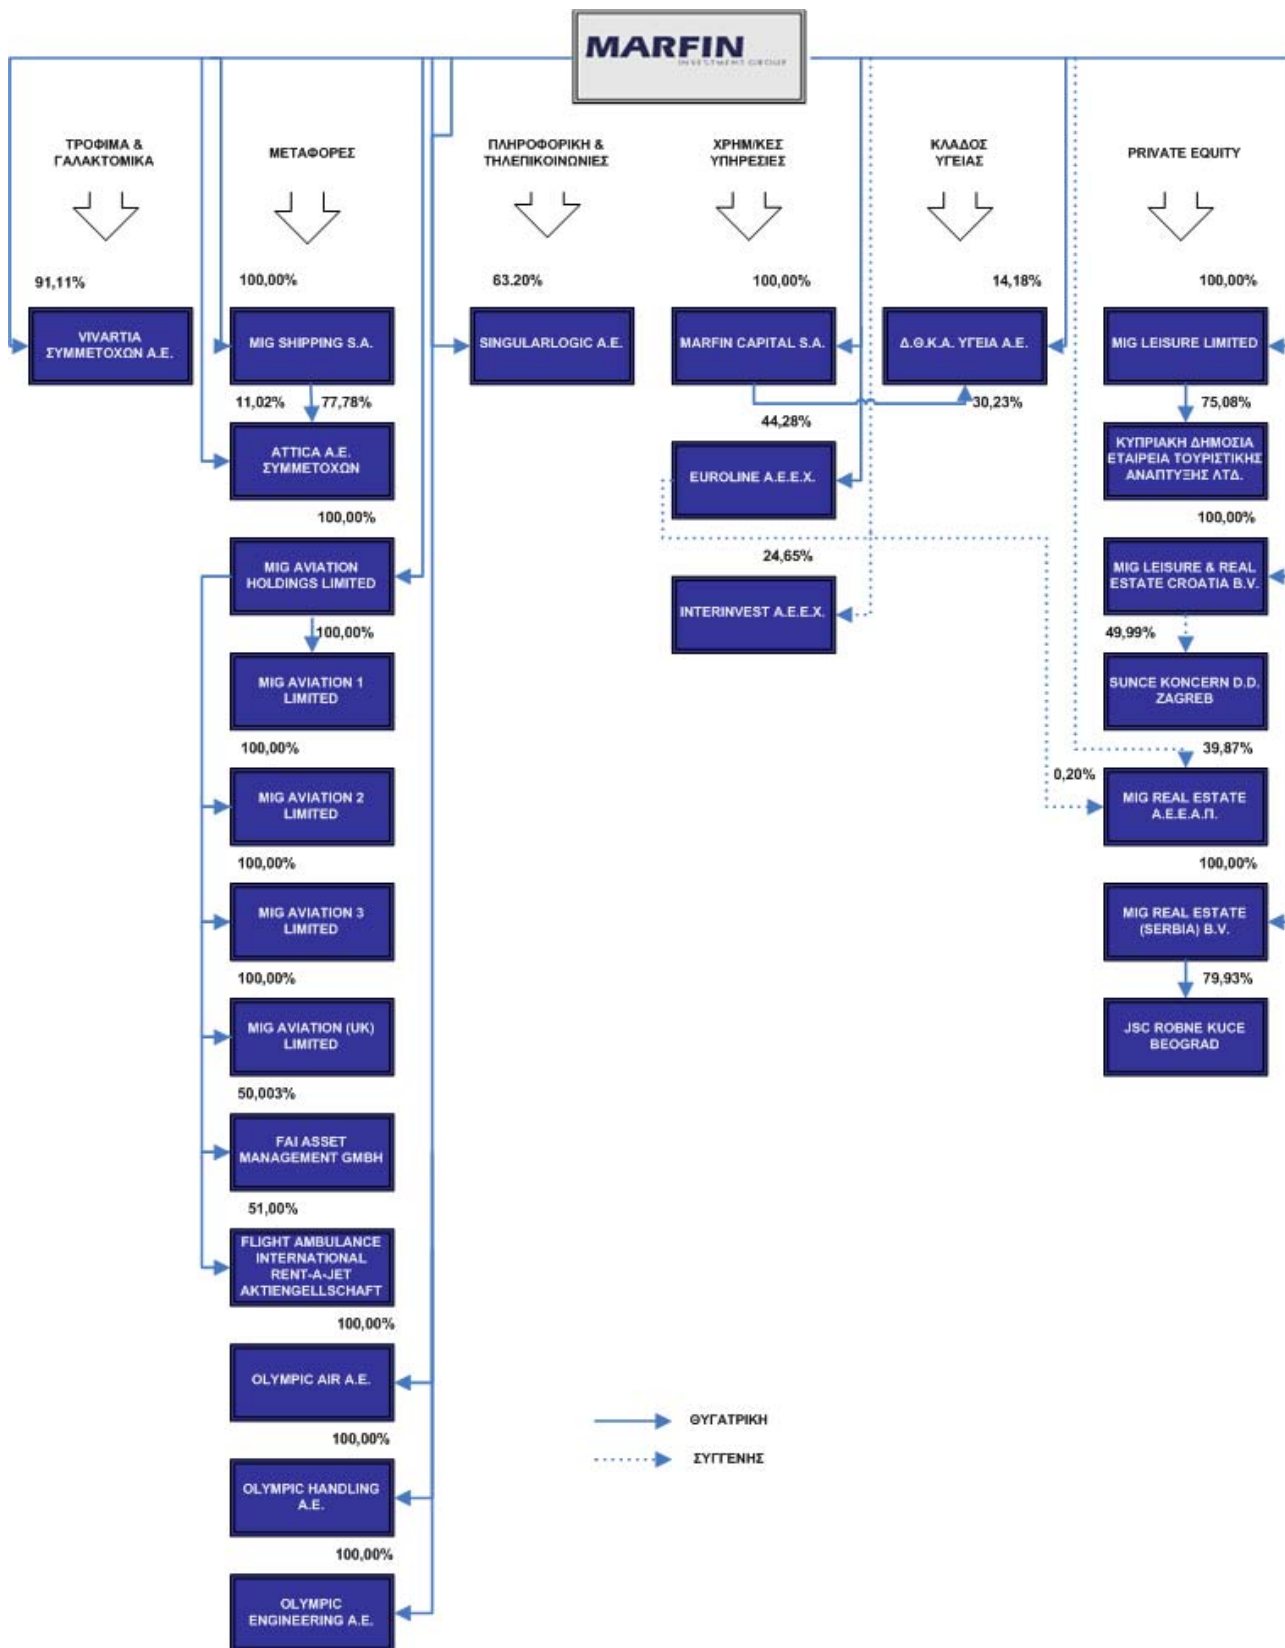 MARFIN
INVESTMENT GROUP
ΤΡΟΦΙΜΑ &
ΓΑΛΑΚΤΟΜΙΚΑ
ΜΕΤΑΦΟΡΕΣ
ΠΛΗΡΟΦΟΡΙΚΗ &
ΤΗΛΕΠΙΚΟΙΝΩΝΙΕΣ
ΧΡΗΜ/ΚΕΣ
ΥΠΗΡΕΣΙΕΣ
ΚΛΑΔΟΣ
ΥΓΕΙΑΣ
PRIVATE EQUITY
91,11%
VIVARTIA
ΣΥΜΜΕΤΟΧΩΝ Α.Ε.
100,00%
MIG SHIPPING S.A.
11,02%
77,78%
ATTICA Α.Ε.
ΣΥΜΜΕΤΟΧΩΝ
100,00%
MIG AVIATION
HOLDINGS LIMITED
100,00%
MIG AVIATION 1
LIMITED
100,00%
MIG AVIATION 2
LIMITED
100,00%
MIG AVIATION 3
LIMITED
100,00%
MIG AVIATION (UK)
LIMITED
50,003%
FAI ASSET
MANAGEMENT GMBH
51,00%
FLIGHT AMBULANCE
INTERNATIONAL
RENT-A-JET
AKTIENGELLSCHAFT
100,00%
OLYMPIC AIR Α.Ε.
100,00%
OLYMPIC HANDLING
Α.Ε.
100,00%
OLYMPIC
ENGINEERING Α.Ε.
63.20%
SINGULARLOGIC Α.Ε.
100,00%
MARFIN CAPITAL S.A.
44,28%
EUROLINE Α.Ε.Ε.Χ.
24,65%
INTERINVEST Α.Ε.Ε.Χ.
14,18%
Δ.Θ.Κ.Α. ΥΓΕΙΑ Α.Ε.
30,23%
100,00%
MIG LEISURE LIMITED
75,08%
ΚΥΠΡΙΑΚΗ ΔΗΜΟΣΙΑ
ΕΤΑΙΡΕΙΑ ΤΟΥΡΙΣΤΙΚΗΣ
ΑΝΑΠΤΥΞΗΣ ΛΤΔ.
100,00%
MIG LEISURE & REAL
ESTATE CROATIA B.V.
49,99%
SUNCE KONCERN D.D.
ZAGREB
39,87%
0,20%
MIG REAL ESTATE
Α.Ε.Ε.Α.Π.
100,00%
MIG REAL ESTATE
(SERBIA) B.V.
79,93%
JSC ROBNE KUCE
BEOGRAD
ΘΥΓΑΤΡΙΚΗ
ΣΥΓΓΕΝΗΣ